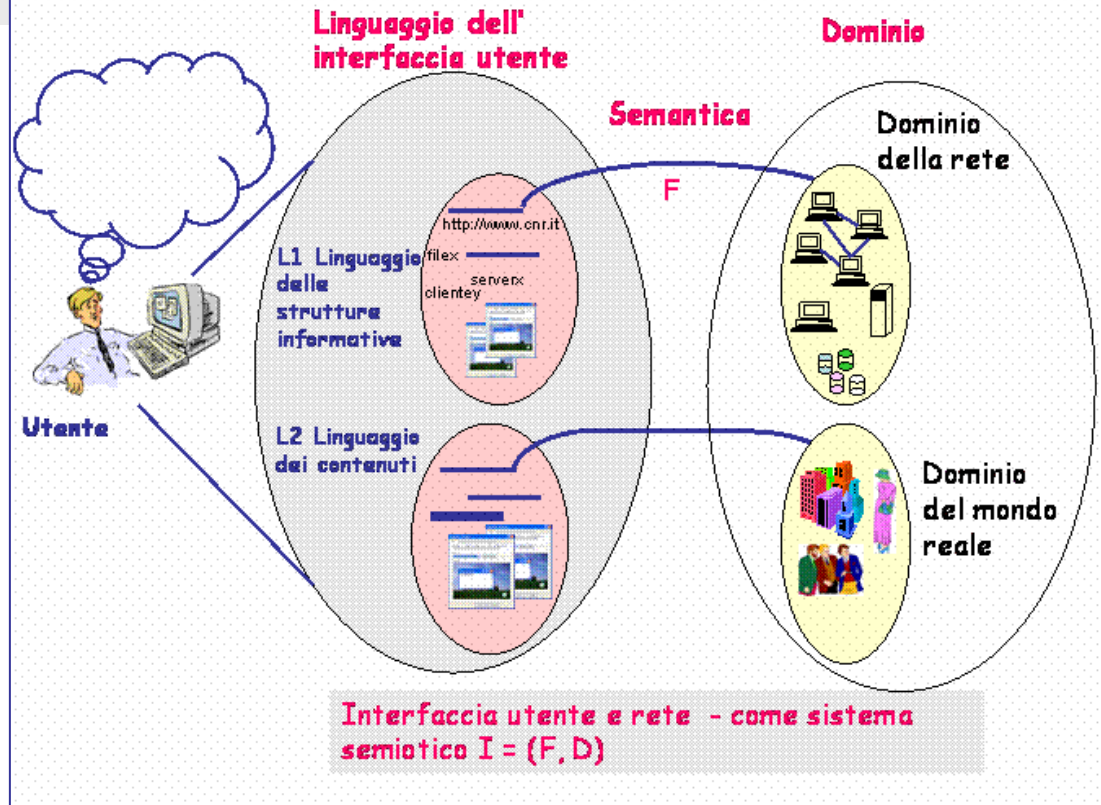 Linguaggio dell'
interfaccia utente
Dominio
Semantica
F
Dominio
della rete
http://www.cnr.it
L1 Linguaggio
delle
strutture
informative
filex
serverx
clientey
Utente
L2 Linguaggio
dei contenuti
Dominio
del mondo
reale
Interfaccia utente e rete - come sistema
semiotico I = (F, D)